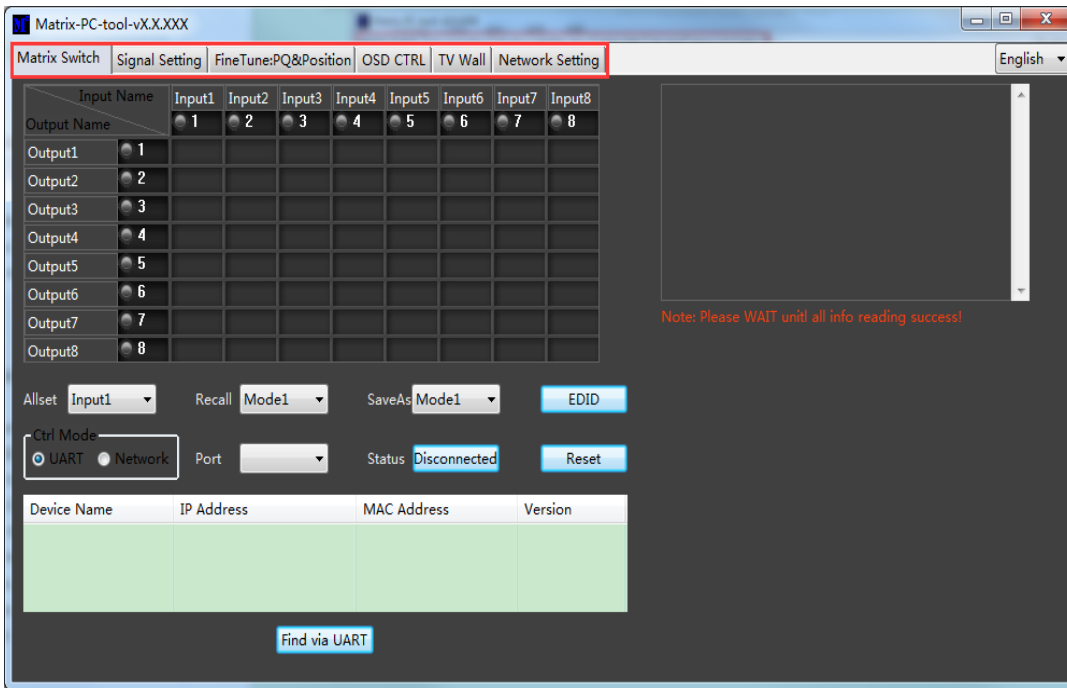 Matrix-PC-tool-vX.X.XXX
Matrix Switch Signal Setting FineTune:PQ&Position OSD CTRL TV Wall Network Setting English
Input Name Input1 Input2 Input3 Input4 Input5 Input6 Input7 Input8
Output Name 1 2 3 4 5 6 7 8
Output1 1
Output2 2
Output3 3
Output4 4
Output5 5
Output6 6
Output7 7
Output8 8
Note: Please WAIT unitl all info reading success!
Allset Input1 Recall Mode1 SaveAs Mode1 EDID
Ctrl Mode
UART Network Port Status Disconnected Reset
Device Name IP Address MAC Address Version
Find via UART